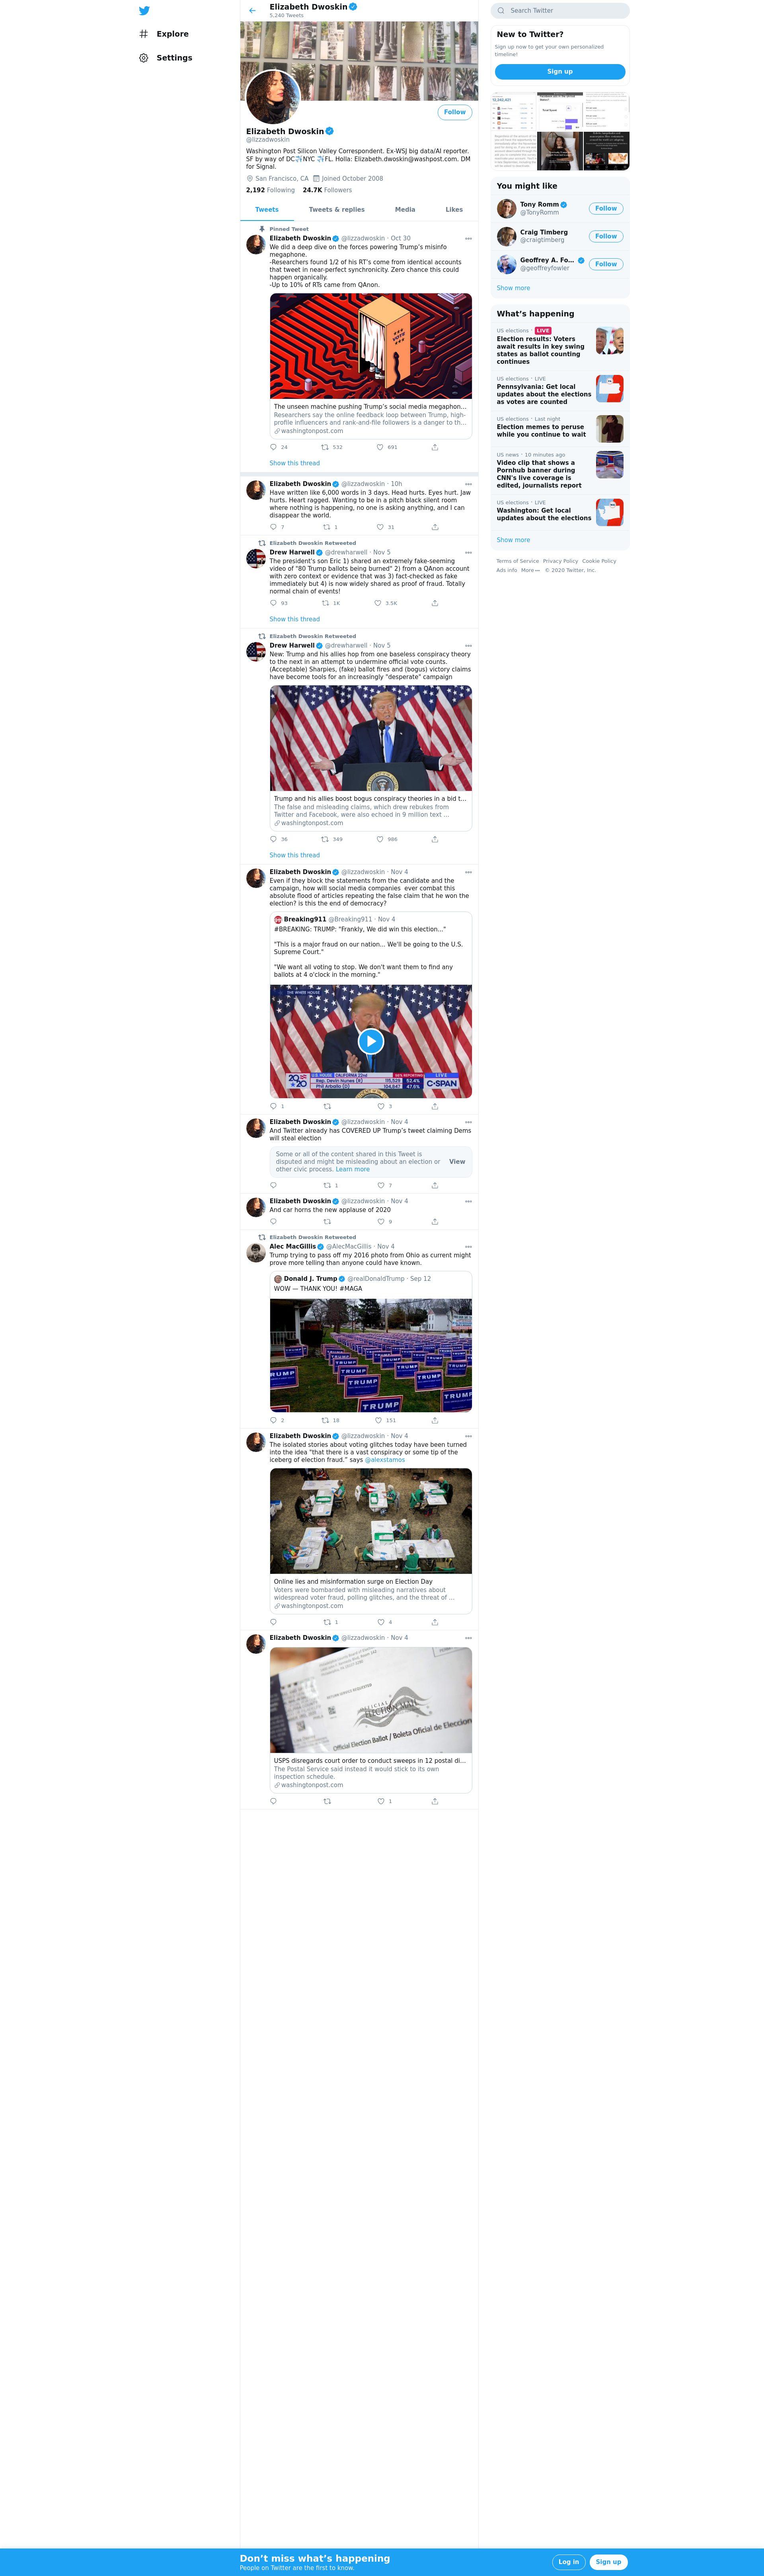 Explore
Settings
Elizabeth Dwoskin
5,240 Tweets
Follow
Elizabeth Dwoskin
@lizzadwoskin
Washington Post Silicon Valley Correspondent. Ex-WSJ big data/AI reporter.
SF by way of DC✈️NYC ✈️FL. Holla: Elizabeth.dwoskin@washpost.com. DM
for Signal.
San Francisco, CA Joined October 2008
2,192 Following 24.7K Followers
Tweets Tweets & replies Media Likes
Pinned Tweet
Elizabeth Dwoskin @lizzadwoskin · Oct 30
We did a deep dive on the forces powering Trump's misinfo
megaphone.
-Researchers found 1/2 of his RT's come from identical accounts
that tweet in near-perfect synchronicity. Zero chance this could
happen organically.
-Up to 10% of RTs came from QAnon.
The unseen machine pushing Trump's social media megaphon...
Researchers say the online feedback loop between Trump, high-
profile influencers and rank-and-file followers is a danger to th...
washingtonpost.com
24 532 691
Show this thread
Elizabeth Dwoskin @lizzadwoskin · 10h
Have written like 6,000 words in 3 days. Head hurts. Eyes hurt. Jaw
hurts. Heart ragged. Wanting to be in a pitch black silent room
where nothing is happening, no one is asking anything, and I can
disappear the world.
7 1 31
Elizabeth Dwoskin Retweeted
Drew Harwell @drewharwell · Nov 5
The president's son Eric 1) shared an extremely fake-seeming
video of "80 Trump ballots being burned" 2) from a QAnon account
with zero context or evidence that was 3) fact-checked as fake
immediately but 4) is now widely shared as proof of fraud. Totally
normal chain of events!
93 1K 3.5K
Show this thread
Elizabeth Dwoskin Retweeted
Drew Harwell @drewharwell · Nov 5
New: Trump and his allies hop from one baseless conspiracy theory
to the next in an attempt to undermine official vote counts.
(Acceptable) Sharpies, (fake) ballot fires and (bogus) victory claims
have become tools for an increasingly "desperate" campaign
Trump and his allies boost bogus conspiracy theories in a bid t...
The false and misleading claims, which drew rebukes from
Twitter and Facebook, were also echoed in 9 million text ...
washingtonpost.com
36 349 986
Show this thread
Elizabeth Dwoskin @lizzadwoskin · Nov 4
Even if they block the statements from the candidate and the
campaign, how will social media companies ever combat this
absolute flood of articles repeating the false claim that he won the
election? is this the end of democracy?
Breaking911 @Breaking911 · Nov 4
#BREAKING: TRUMP: "Frankly, We did win this election..."
"This is a major fraud on our nation... We'll be going to the U.S.
Supreme Court."
"We want all voting to stop. We don't want them to find any
ballots at 4 o'clock in the morning."
THE WHITE HOUSE
2020
U.S. HOUSE CALIFORNIA 22nd
LIVE
Rep. Devin Nunes (R) 115,528 52.4%
Phil Arballo (D) 104,847 47.6%
C-SPAN
1 3
Elizabeth Dwoskin @lizzadwoskin · Nov 4
And Twitter already has COVERED UP Trump's tweet claiming Dems
will steal election
Some or all of the content shared in this Tweet is
disputed and might be misleading about an election or
other civic process. Learn more
View
1 7
Elizabeth Dwoskin @lizzadwoskin · Nov 4
And car horns the new applause of 2020
9
Elizabeth Dwoskin Retweeted
Alec MacGillis @AlecMacGillis · Nov 4
Trump trying to pass off my 2016 photo from Ohio as current might
prove more telling than anyone could have known.
Donald J. Trump @realDonaldTrump · Sep 12
WOW — THANK YOU! #MAGA
TRUMP
TRUMP
TRUMP
TRUMP
2 16 131
Elizabeth Dwoskin @lizzadwoskin · Nov 4
The isolated stories about voting glitches today have been turned
into the idea "that there is a vast conspiracy or some tip of the
iceberg of election fraud." says @alexstamos
Online lies and misinformation surge on Election Day
Voters were bombarded with misleading narratives about
widespread voter fraud, polling glitches, and the threat of ...
washingtonpost.com
1 4
Elizabeth Dwoskin @lizzadwoskin · Nov 4
OFFICIAL
ELECTION MAIL
Official Election Ballot / Boleta Oficial de Eleccion
USPS disregards court order to conduct sweeps in 12 postal di...
The Postal Service said instead it would stick to its own
inspection schedule.
washingtonpost.com
1
Search Twitter
New to Twitter?
Sign up now to get your own personalized
timeline!
Sign up
You might like
Tony Romm
@TonyRomm
Follow
Craig Timberg
@craigtimberg
Follow
Geoffrey A. Fo...
@geoffreyfowler
Follow
Show more
What's happening
US elections · LIVE
Election results: Voters
await results in key swing
states as ballot counting
continues
US elections · LIVE
Pennsylvania: Get local
updates about the elections
as votes are counted
US elections · Last night
Election memes to peruse
while you continue to wait
US news · 10 minutes ago
Video clip that shows a
Pornhub banner during
CNN's live coverage is
edited, journalists report
US elections · LIVE
Washington: Get local
updates about the elections
Show more
Terms of Service Privacy Policy Cookie Policy
Ads info More © 2020 Twitter, Inc.
Don't miss what's happening
People on Twitter are the first to know.
Log in Sign up